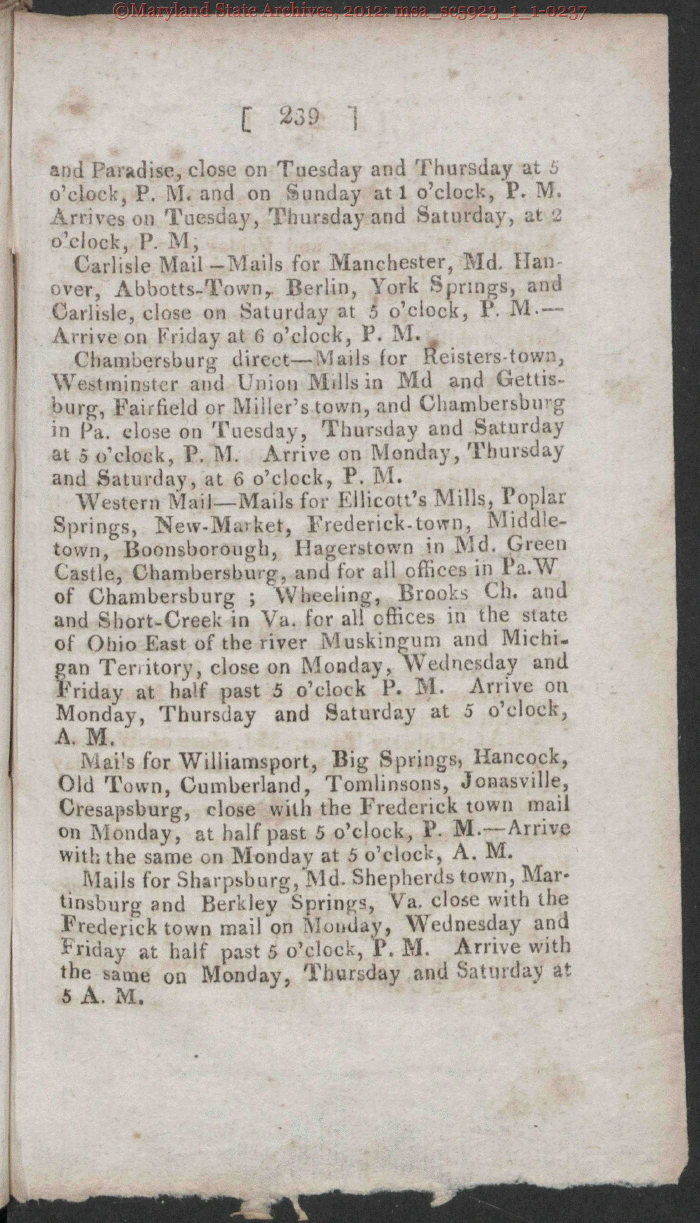 ©Maryland State Archives, 2012: msa_sc5923_1_1-0237
[ 239 ]
and Paradise, close on Tuesday and Thursday at 5
o'clock, P. M. and on Sunday at 1 o'clock, P. M.
Arrives on Tuesday, Thursday and Saturday, at 2
o'clock, P. M,
Carlisle Mail—Mails for Manchester, Md. Han-
over, Abbotts-Town, Berlin, York Springs, and
Carlisle, close on Saturday at 5 o'clock, P. M.—
Arrive on Friday at 6 o'clock, P. M.
Chambersburg direct—Mails for Reisters-town,
Westminster and Union Mills in Md and Gettis-
burg, Fairfield or Miller's town, and Chambersburg
in Pa. close on Tuesday, Thursday and Saturday
at 5 o'clock, P. M. Arrive on Monday, Thursday
and Saturday, at 6 o'clock, P. M.
Western Mail—Mails for Ellicott's Mills, Poplar
Springs, New-Market, Frederick-town, Middle-
town, Boonsborough, Hagerstown in Md. Green
Castle, Chambersburg, and for all offices in Pa. W
of Chambersburg ; Wheeling, Brooks Ch. and
and Short-Creek in Va. for all offices in the state
of Ohio East of the river Muskingum and Michi-
gan Territory, close on Monday, Wednesday and
Friday at half past 5 o'clock P. M. Arrive on
Monday, Thursday and Saturday at 5 o'clock,
A. M.
Mails for Williamsport, Big Springs, Hancock,
Old Town, Cumberland, Tomlinsons, Jonasville,
Cresapsburg, close with the Frederick town mail
on Monday, at half past 5 o'clock, P. M.—Arrive
with the same on Monday at 5 o'clock, A. M.
Mails for Sharpsburg, Md. Shepherds town, Mar-
tinsburg and Berkley Springs, Va. close with the
Frederick town mail on Monday, Wednesday and
Friday at half past 5 o'clock, P. M. Arrive with
the same on Monday, Thursday and Saturday at
5 A. M.